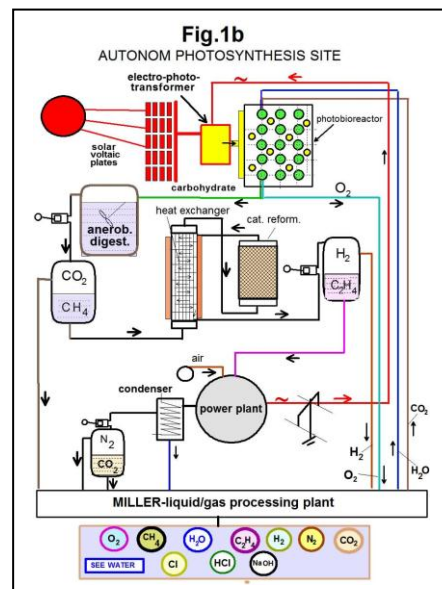 Fig.1b
AUTONOM PHOTOSYNTHESIS SITE
electro-photo-
transformer
solar
voltaic
plates
photobioreactor
carbohydrate
O2
anerob.
digest.
heat exchanger
cat. reform.
CO2
CH4
H2
C2H4
air
condenser
power plant
N2
CO2
H2
O2
CO2
H2O
MILLER-liquid/gas processing plant
O2 CH4 H2O C2H4 H2 N2 CO2
SEE WATER Cl HCl NaOH